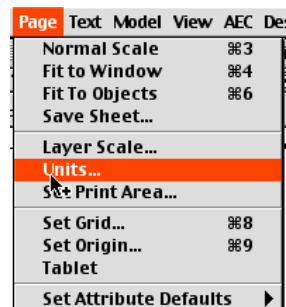 Page Text Model View AEC De
Normal Scale ⌘3
Fit to Window ⌘4
Fit To Objects ⌘6
Save Sheet...
Layer Scale...
Units...
Set Print Area...
Set Grid... ⌘8
Set Origin... ⌘9
Tablet
Set Attribute Defaults